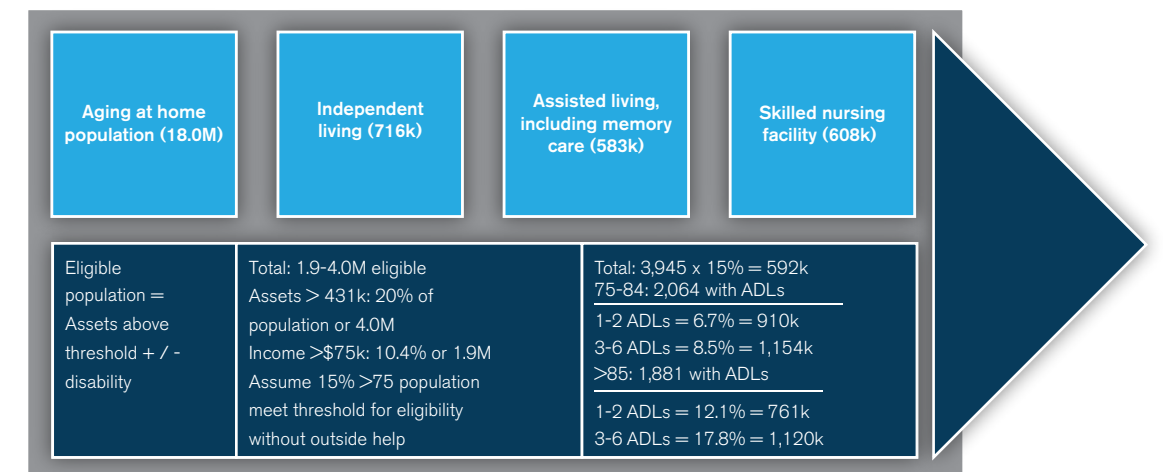 Aging at home
population (18.0M)
Independent
living (716k)
Assisted living,
including memory
care (583k)
Skilled nursing
facility (608k)
Eligible
population =
Assets above
threshold + / -
disability
Total: 1.9-4.0M eligible
Assets > 431k: 20% of
population or 4.0M
Income >$75k: 10.4% or 1.9M
Assume 15% >75 population
meet threshold for eligibility
without outside help
Total: 3,945 x 15% = 592k
75-84: 2,064 with ADLs
1-2 ADLs = 6.7% = 910k
3-6 ADLs = 8.5% = 1,154k
>85: 1,881 with ADLs
1-2 ADLs = 12.1% = 761k
3-6 ADLs = 17.8% = 1,120k